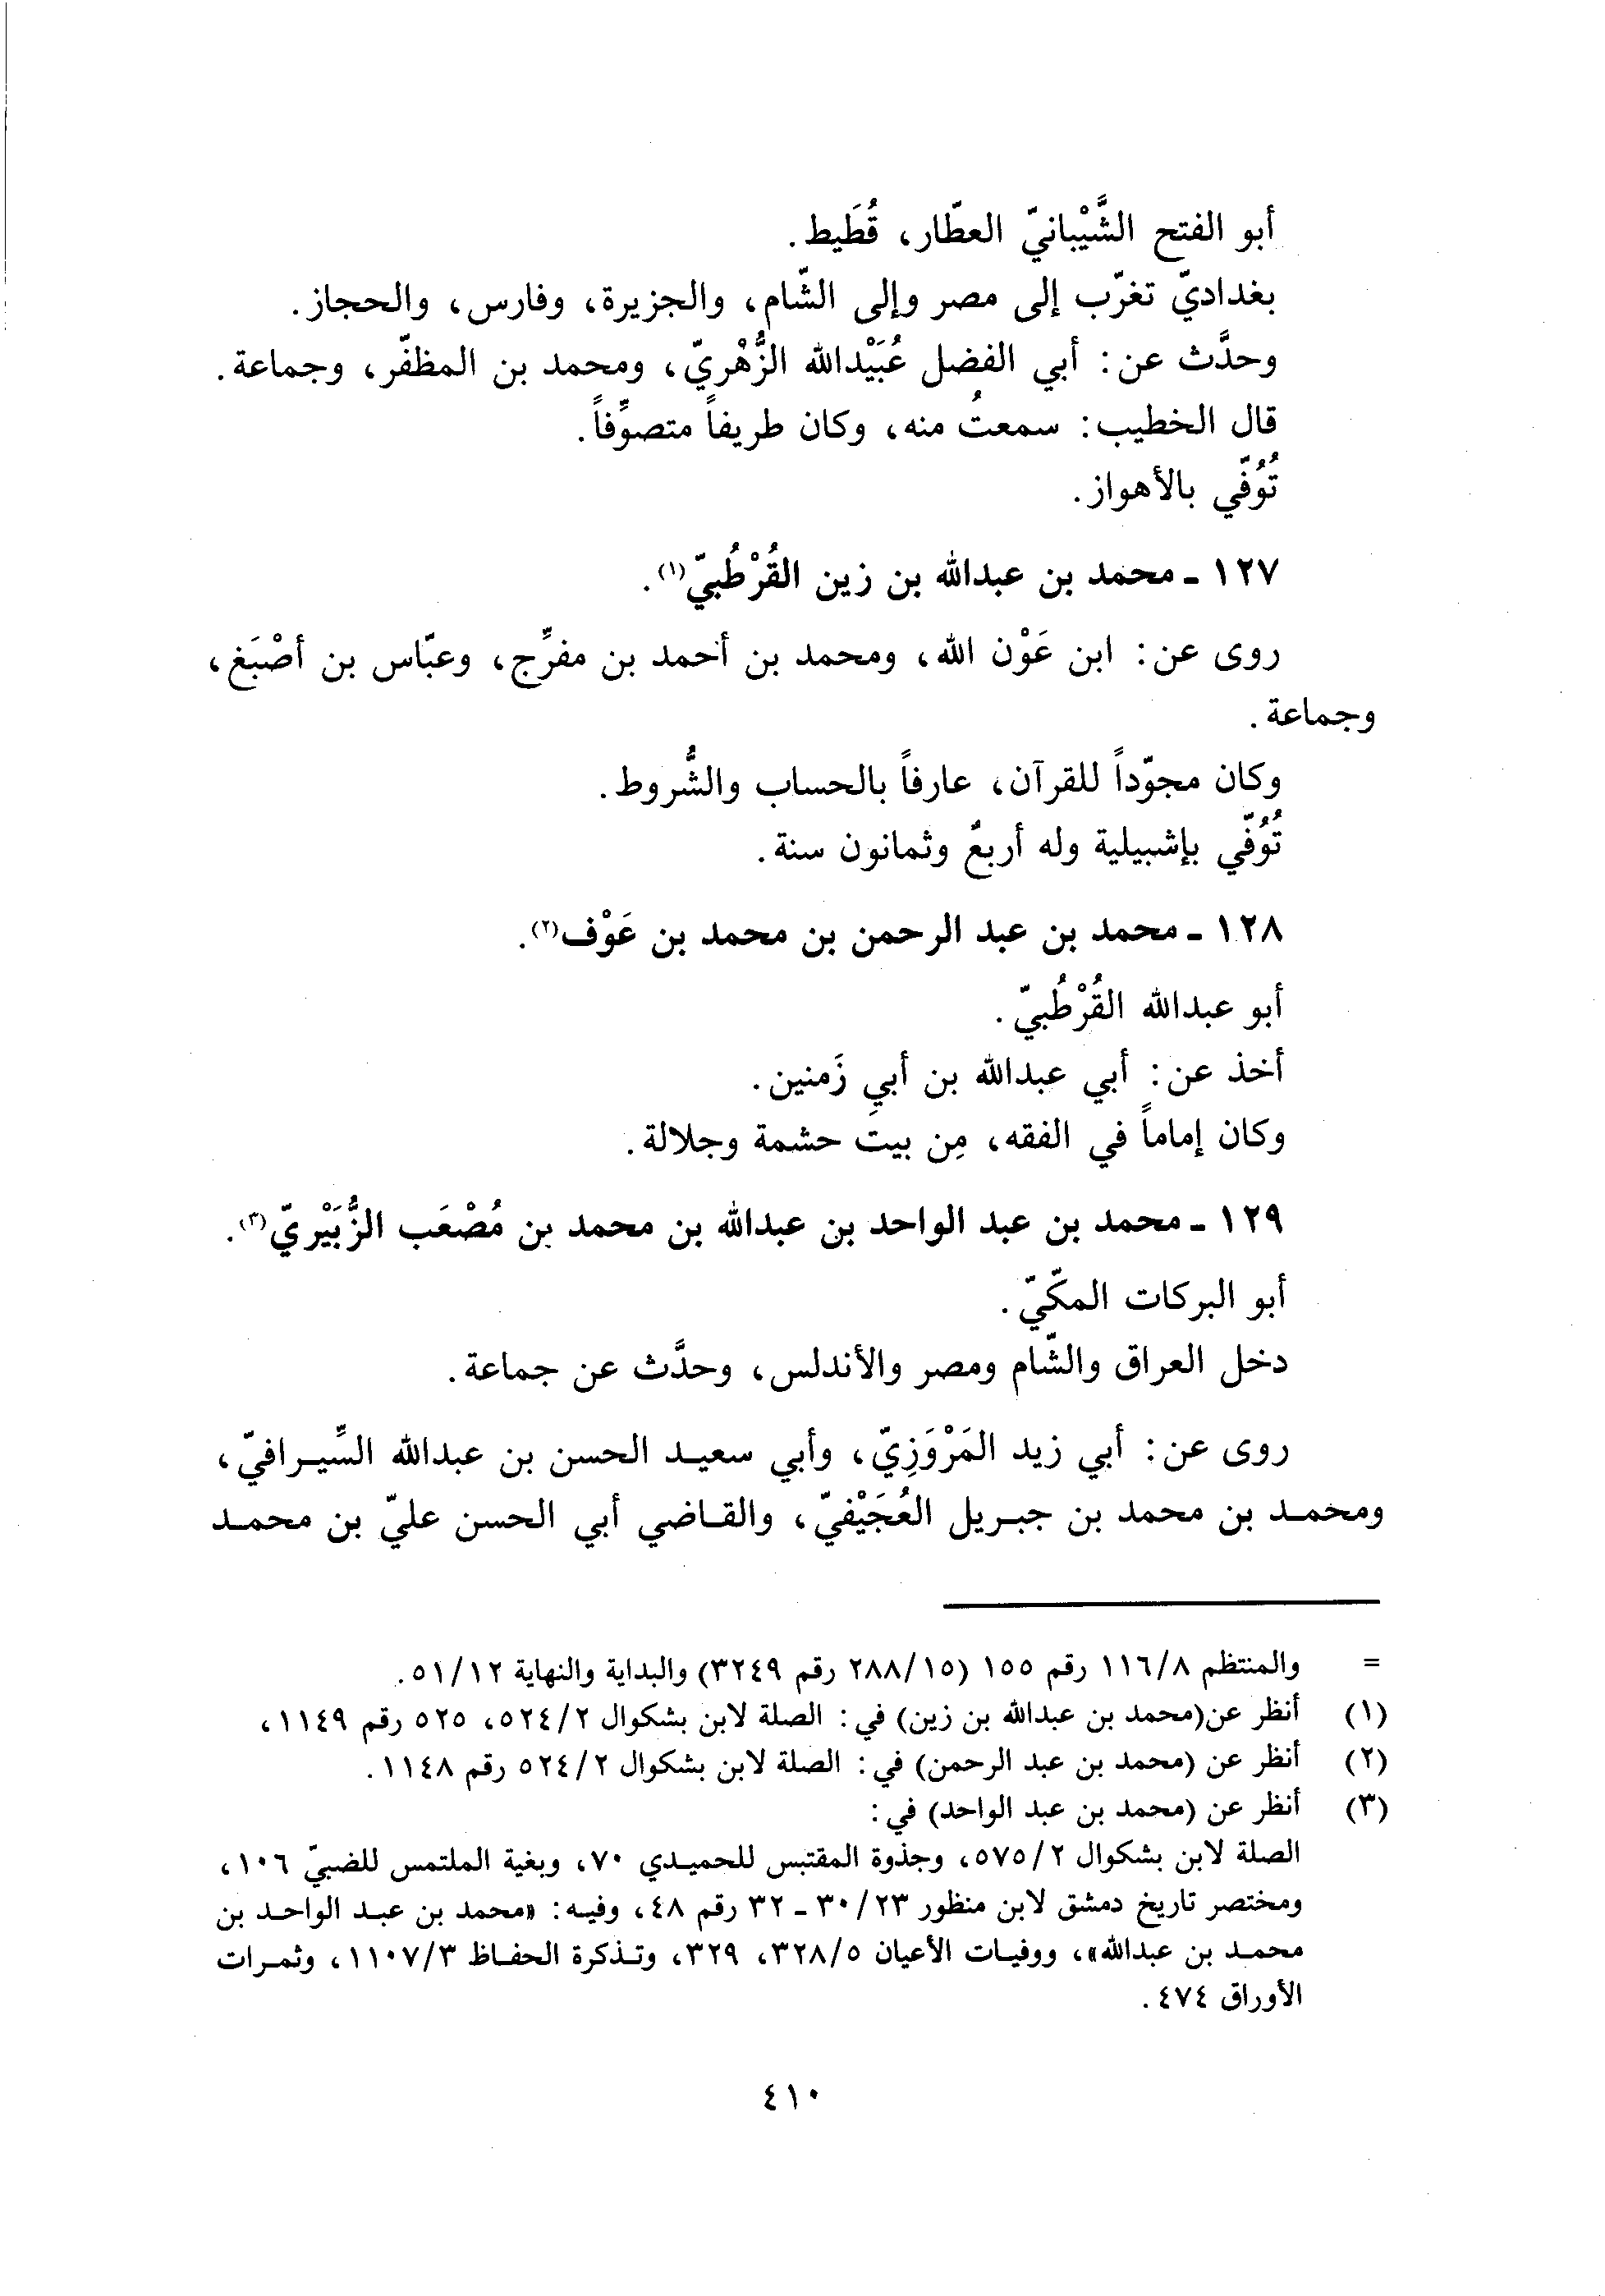 أبو الفتح الشَّيْبانيّ العطّار، قُطَيط.
بغداديّ تغرّب إلى مصر وإلى الشّام، والجزيرة، وفارس، والحجاز.
وحدَّث عن: أبي الفضل عُبَيْدالله الزُّهْريّ، ومحمد بن المظفّر، وجماعة.
قال الخطيب: سمعتُ منه، وكان طريفاً متصوِّفاً.
تُوُفّي بالأهواز.
١٢٧ ـ محمد بن عبدالله بن زين القُرْطُبيّ(١).
روى عن: ابن عَوْن الله، ومحمد بن أحمد بن مفرِّج، وعبّاس بن أصْبَغ،
وجماعة.
وكان مجوّداً للقرآن، عارفاً بالحساب والشُّروط.
تُوُفّي بإشبيلية وله أربعٌ وثمانون سنة.
١٢٨ ـ محمد بن عبد الرحمن بن محمد بن عَوْف(٢).
أبو عبدالله القُرْطُبيّ.
أخذ عن: أبي عبدالله بن أبي زَمنين.
وكان إماماً في الفقه، مِن بيتِ حشمة وجلالة.
١٢٩ ـ محمد بن عبد الواحد بن عبدالله بن محمد بن مُصْعَب الزُّبَيْريّ(٣).
أبو البركات المكّيّ.
دخل العراق والشّام ومصر والأندلس، وحدَّث عن جماعة.
روى عن: أبي زيد المَرْوَزِيّ، وأبي سعيد الحسن بن عبدالله السِّيرافيّ،
ومحمد بن محمد بن جبريل العُجَيْفيّ، والقاضي أبي الحسن عليّ بن محمد
= والمنتظم ١١٦/٨ رقم ١٥٥ (٢٨٨/١٥ رقم ٣٢٤٩) والبداية والنهاية ٥١/١٢.
(١) أنظر عن(محمد بن عبدالله بن زين) في: الصلة لابن بشكوال ٥٢٤/٢، ٥٢٥ رقم ١١٤٩،
(٢) أنظر عن (محمد بن عبد الرحمن) في: الصلة لابن بشكوال ٥٢٤/٢ رقم ١١٤٨.
(٣) أنظر عن (محمد بن عبد الواحد) في:
الصلة لابن بشكوال ٥٧٥/٢، وجذوة المقتبس للحميدي ٧٠، وبغية الملتمس للضبيّ ١٠٦،
ومختصر تاريخ دمشق لابن منظور ٣٠/٢٣ ـ ٣٢ رقم ٤٨، وفيه: «محمد بن عبد الواحد بن
محمد بن عبدالله»، ووفيات الأعيان ٣٢٨/٥، ٣٢٩، وتذكرة الحفاظ ١١٠٧/٣، وثمرات
الأوراق ٤٧٤.
٤١٠